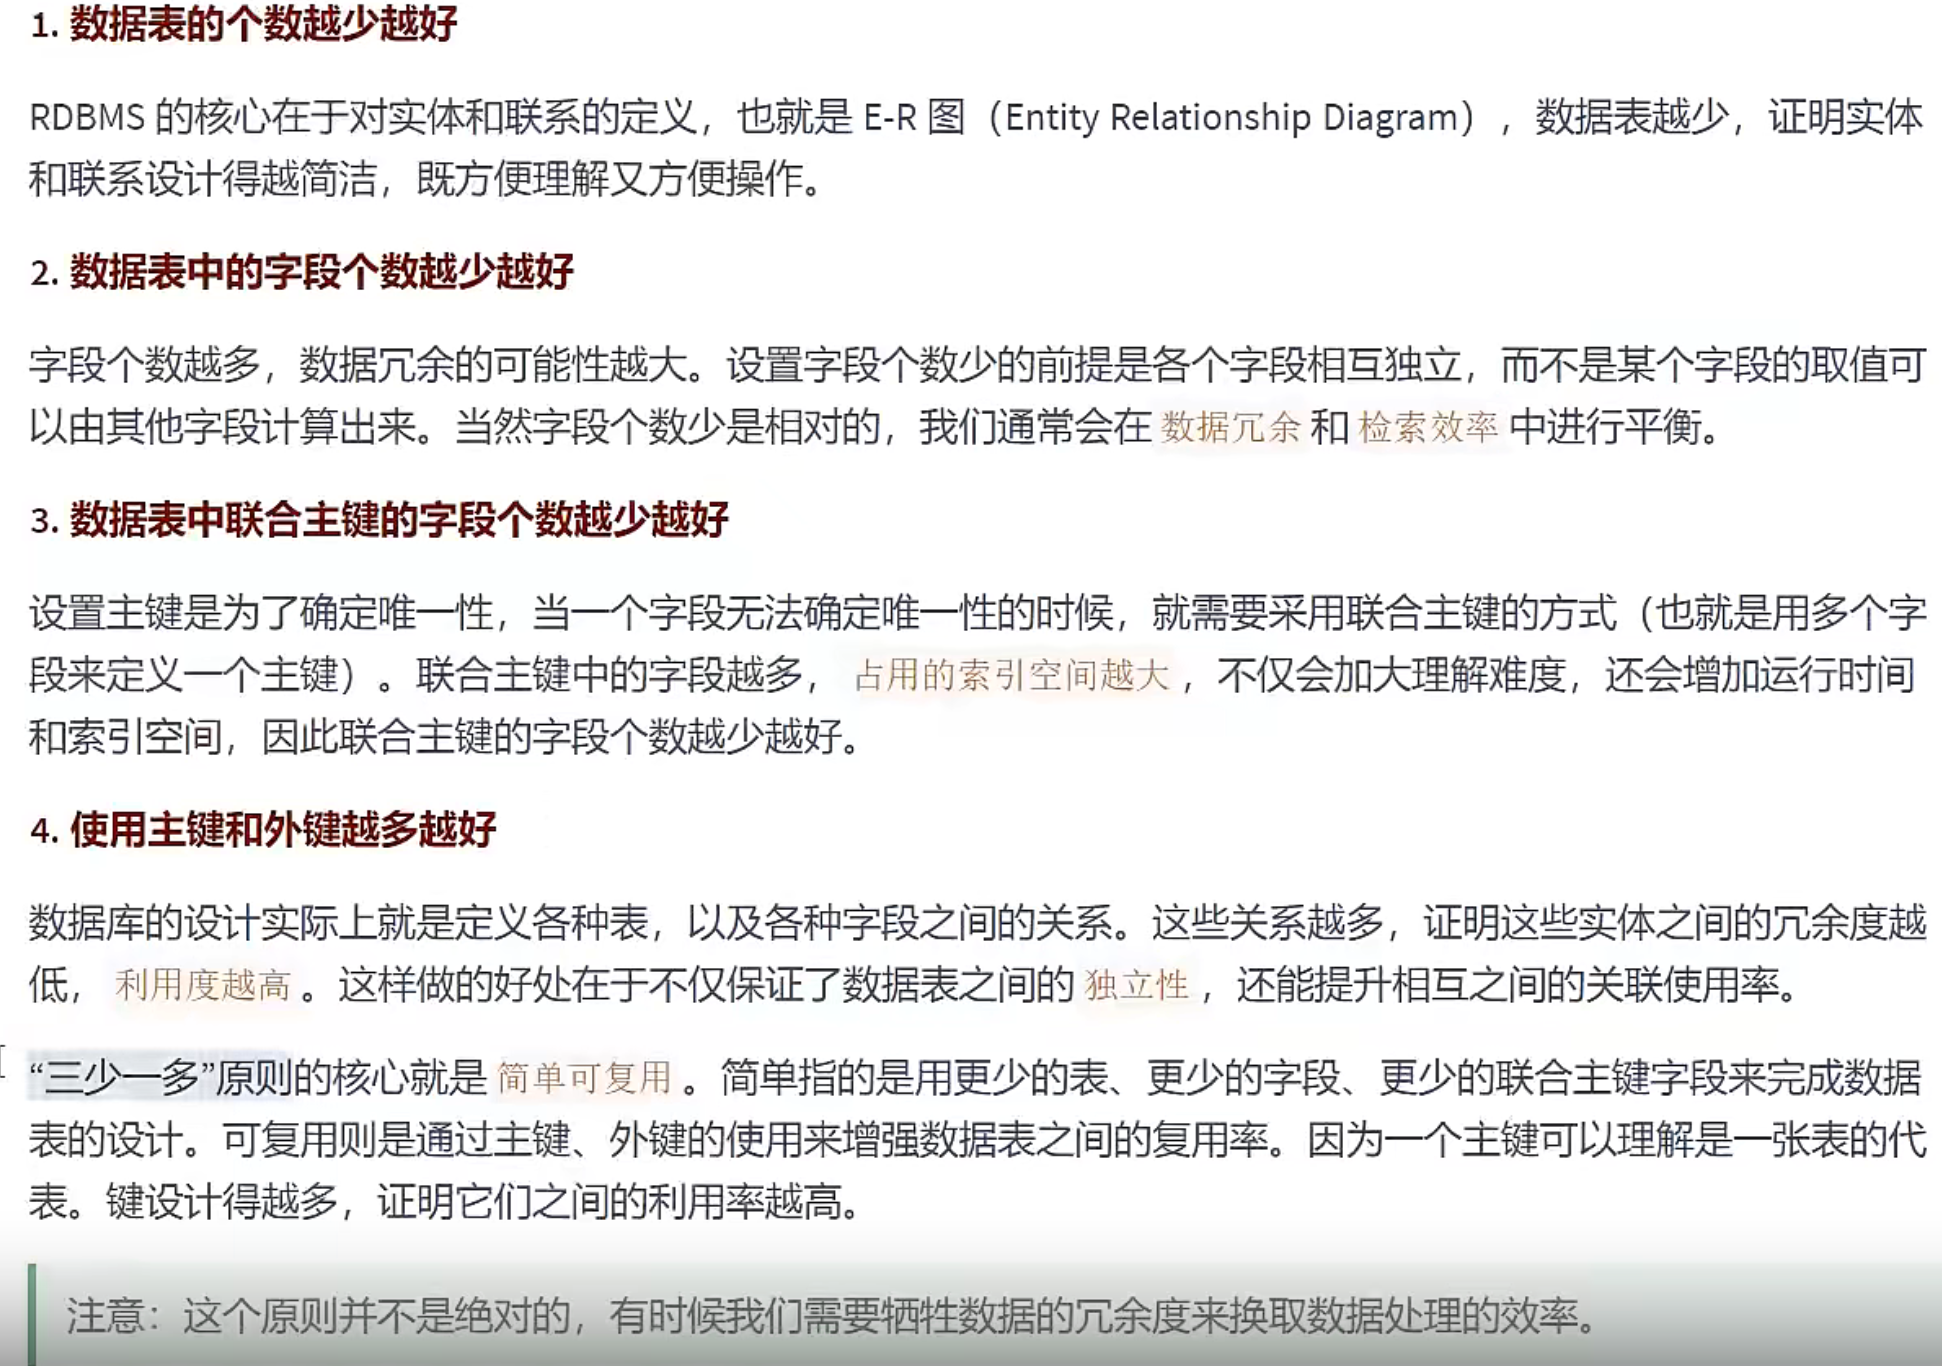 1. 数据表的个数越少越好
RDBMS 的核心在于对实体和联系的定义，也就是 E-R 图（Entity Relationship Diagram），数据表越少，证明实体
和联系设计得越简洁，既方便理解又方便操作。
2. 数据表中的字段个数越少越好
字段个数越多，数据冗余的可能性越大。设置字段个数少的前提是各个字段相互独立，而不是某个字段的取值可
以由其他字段计算出来。当然字段个数少是相对的，我们通常会在 数据冗余 和 检索效率 中进行平衡。
3. 数据表中联合主键的字段个数越少越好
设置主键是为了确定唯一性，当一个字段无法确定唯一性的时候，就需要采用联合主键的方式（也就是用多个字
段来定义一个主键）。联合主键中的字段越多， 占用的索引空间越大 ，不仅会加大理解难度，还会增加运行时间
和索引空间，因此联合主键的字段个数越少越好。
4. 使用主键和外键越多越好
数据库的设计实际上就是定义各种表，以及各种字段之间的关系。这些关系越多，证明这些实体之间的冗余度越
低， 利用度越高 。这样做的好处在于不仅保证了数据表之间的 独立性 ，还能提升相互之间的关联使用率。
“三少一多”原则的核心就是 简单可复用 。简单指的是用更少的表、更少的字段、更少的联合主键字段来完成数据
表的设计。可复用则是通过主键、外键的使用来增强数据表之间的复用率。因为一个主键可以理解是一张表的代
表。键设计得越多，证明它们之间的利用率越高。
注意：这个原则并不是绝对的，有时候我们需要牺牲数据的冗余度来换取数据处理的效率。